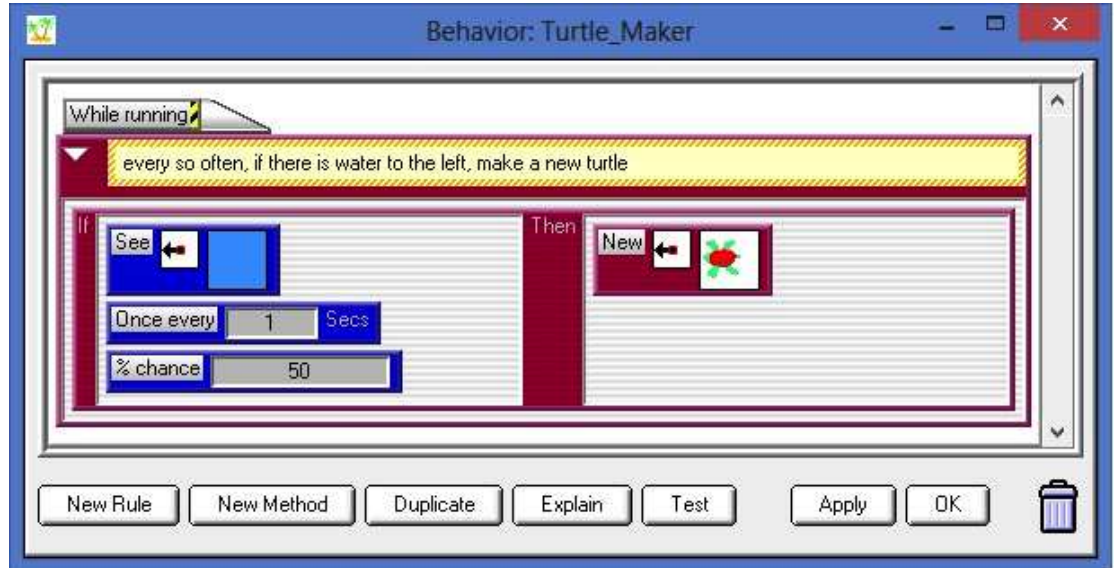 Behavior: Turtle_Maker
While running
every so often, if there is water to the left, make a new turtle
If
See
Then
New
Once every 1 Secs
% chance 50
New Rule New Method Duplicate Explain Test Apply OK